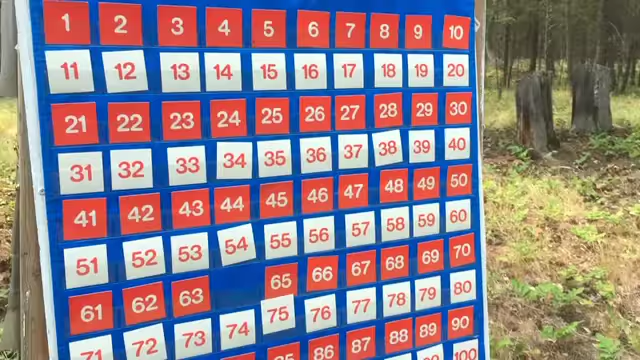 1 2 3 4 5 6 7 8 9 10
11 12 13 14 15 16 17 18 19 20
21 22 23 24 25 26 27 28 29 30
31 32 33 34 35 36 37 38 39 40
41 42 43 44 45 46 47 48 49 50
51 52 53 54 55 56 57 58 59 60
61 62 63 65 66 67 68 69 70
71 72 73 74 75 76 77 78 79 80
85 86 87 88 89 90
100